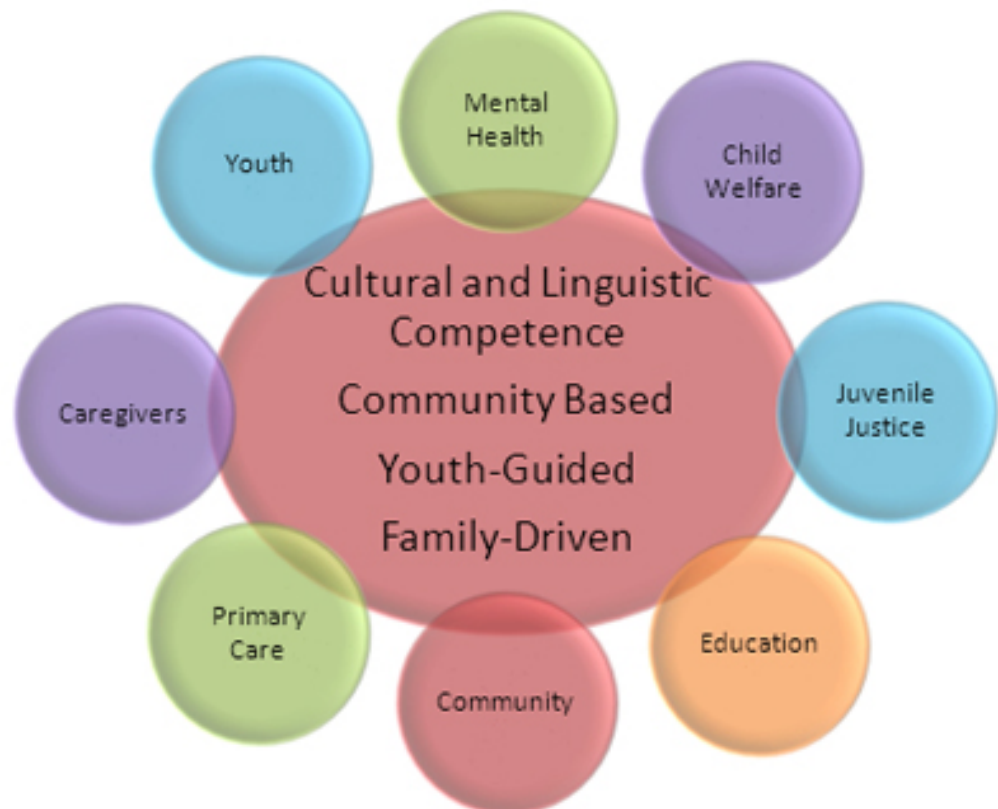 Mental
Health
Youth
Child
Welfare
Cultural and Linguistic
Competence
Community Based
Youth-Guided
Family-Driven
Caregivers
Juvenile
Justice
Primary
Care
Education
Community